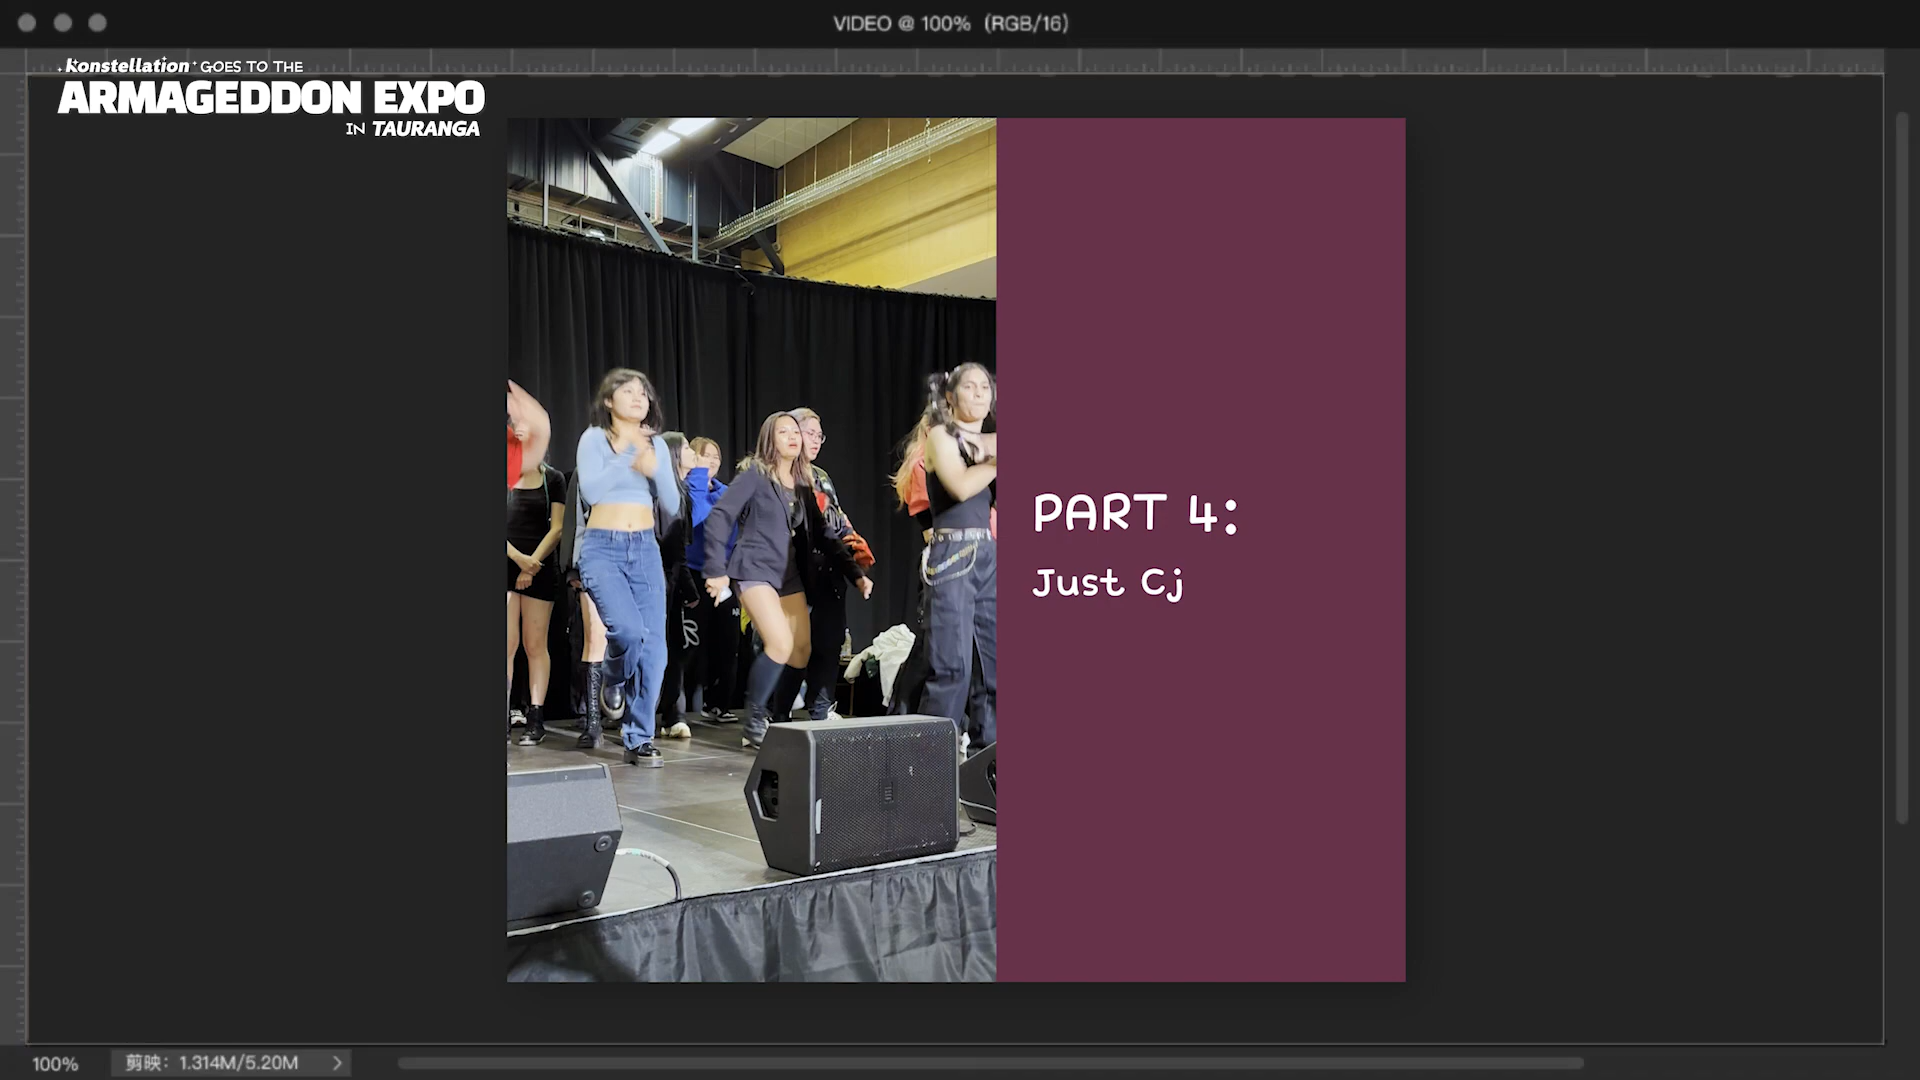 VIDEO @ 100% (RGB/16)
konstellation GOES TO THE
ARMAGEDDON EXPO
IN TAURANGA
PART 4:
Just Cj
100%
剪映: 1.314M/5.20M